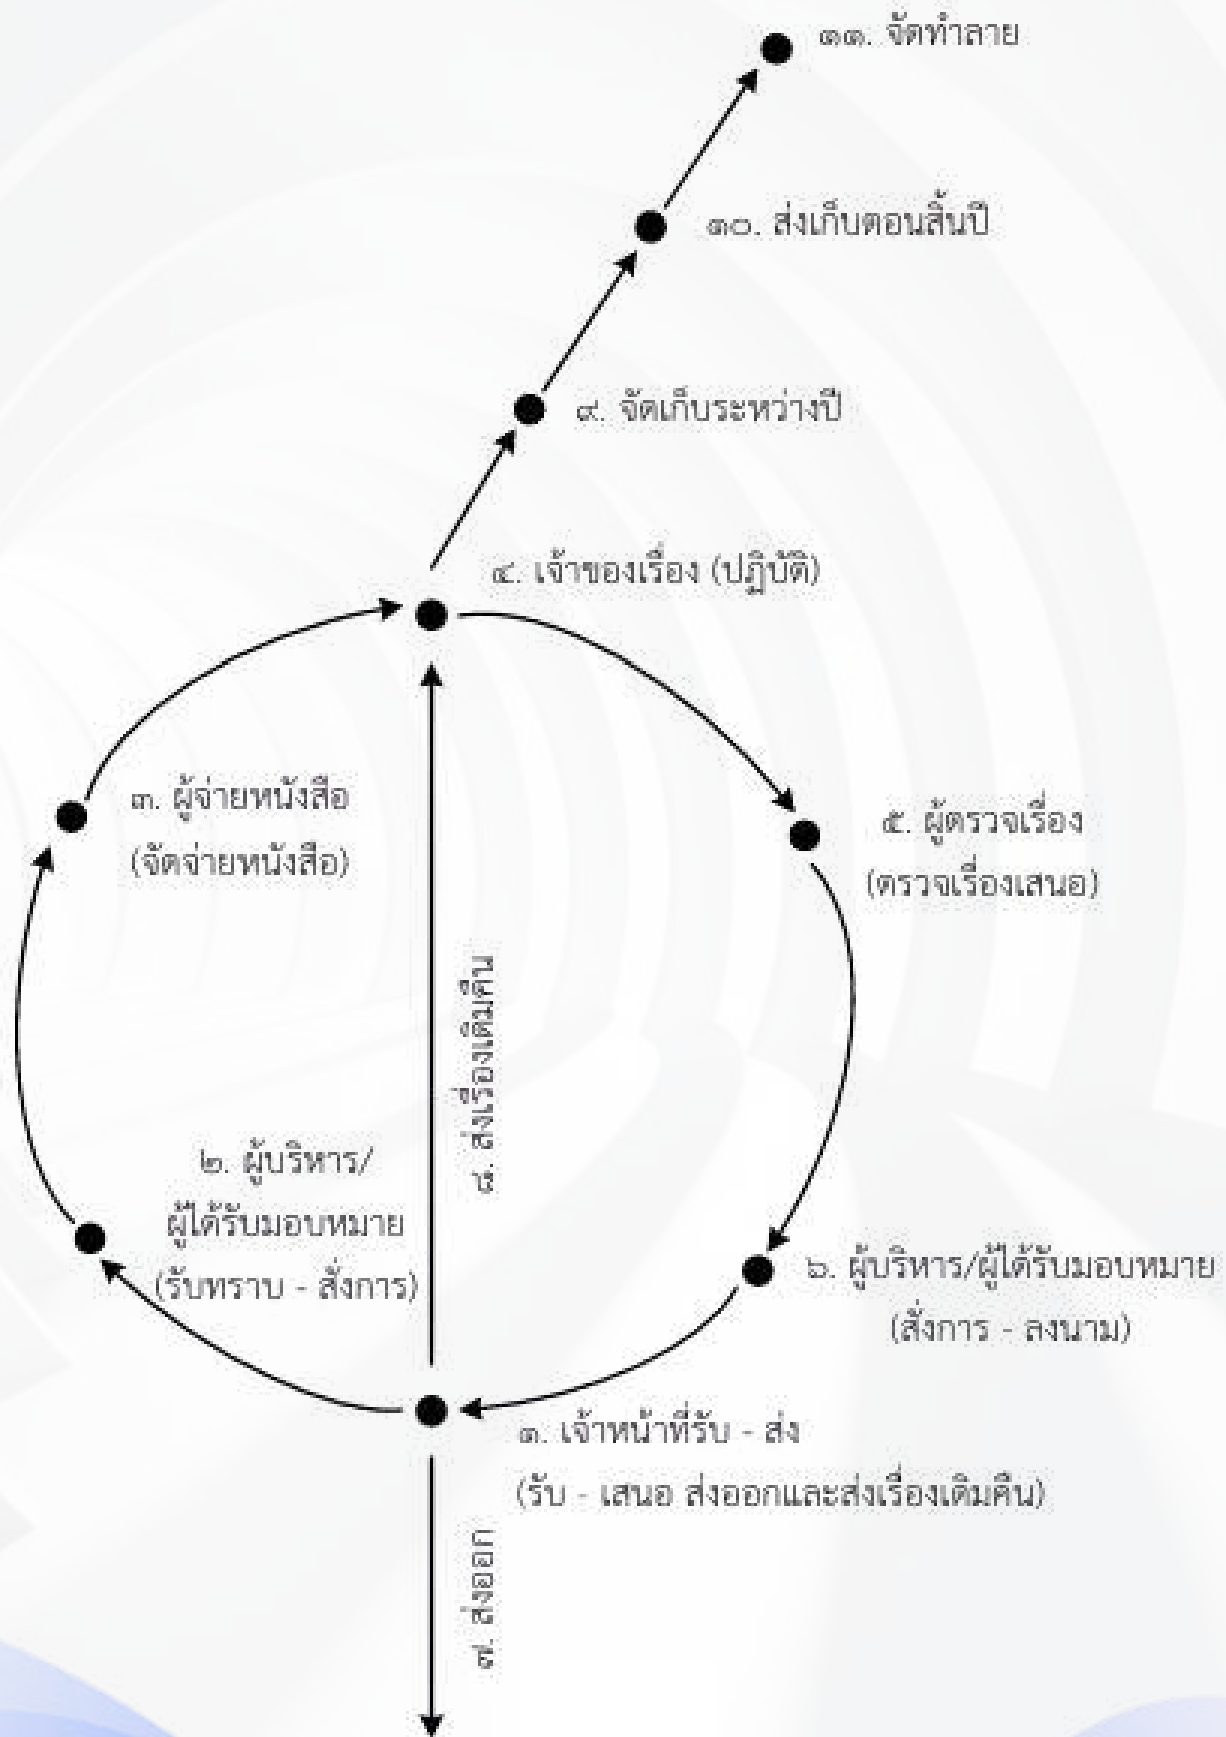 ๑๑. จัดทำลาย
๑๐. ส่งเก็บตอนสิ้นปี
๙. จัดเก็บระหว่างปี
๔. เจ้าของเรื่อง (ปฏิบัติ)
๓. ผู้จ่ายหนังสือ
(จัดจ่ายหนังสือ)
๕. ผู้ตรวจเรื่อง
(ตรวจเรื่องเสนอ)
๘. ส่งเรื่องเดิมคืน
๒. ผู้บริหาร/
ผู้ได้รับมอบหมาย
(รับทราบ - สั่งการ)
๖. ผู้บริหาร/ผู้ได้รับมอบหมาย
(สั่งการ - ลงนาม)
๑. เจ้าหน้าที่รับ - ส่ง
(รับ - เสนอ ส่งออกและส่งเรื่องเดิมคืน)
๗. ส่งออก